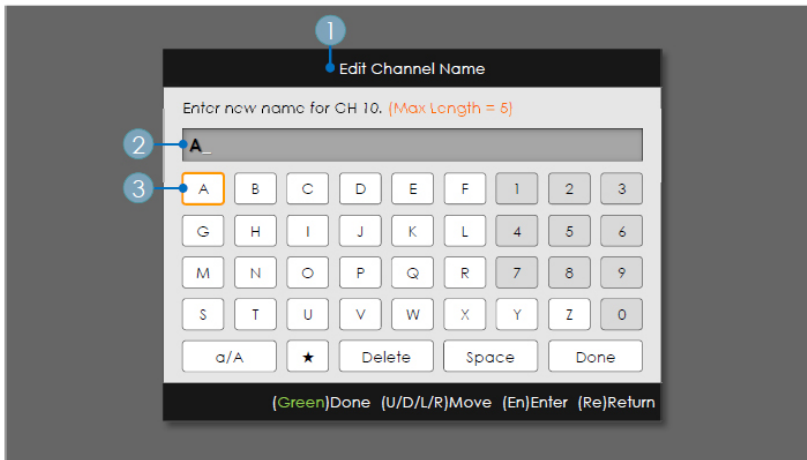 1
Edit Channel Name
Enter new name for CH 10. (Max Length = 5)
2 A_
3 A B C D E F 1 2 3
G H I J K L 4 5 6
M N O P Q R 7 8 9
S T U V W X Y Z 0
a/A ★ Delete Space Done
(Green)Done (U/D/L/R)Move (En)Enter (Re)Return